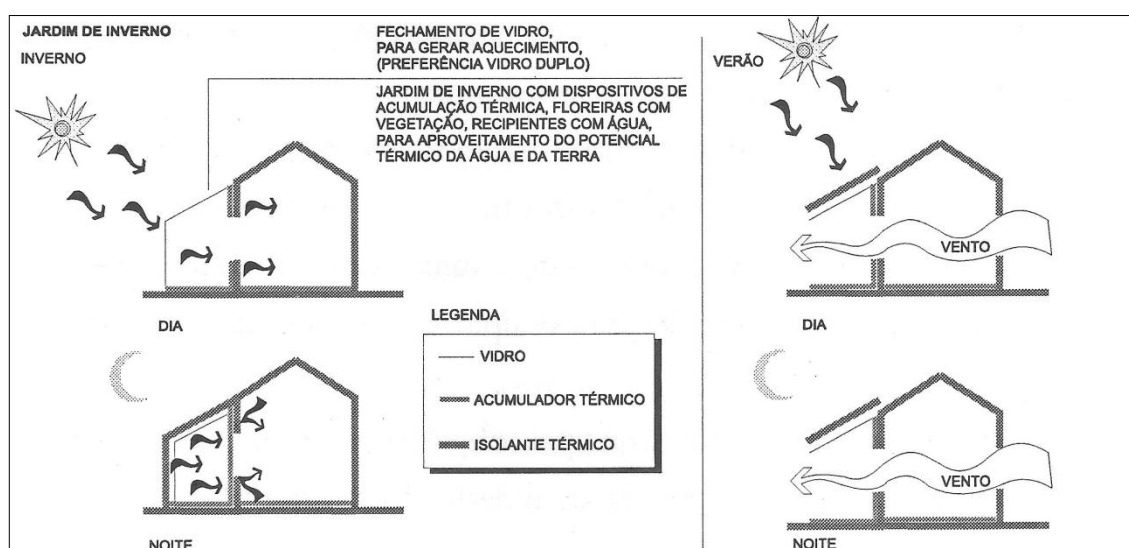 JARDIM DE INVERNO
INVERNO
FECHAMENTO DE VIDRO,
PARA GERAR AQUECIMENTO,
(PREFERÊNCIA VIDRO DUPLO)
JARDIM DE INVERNO COM DISPOSITIVOS DE
ACUMULAÇÃO TÉRMICA, FLOREIRAS COM
VEGETAÇÃO, RECIPIENTES COM ÁGUA,
PARA APROVEITAMENTO DO POTENCIAL
TÉRMICO DA ÁGUA E DA TERRA
DIA
LEGENDA
VIDRO
ACUMULADOR TÉRMICO
ISOLANTE TÉRMICO
NOITE
VERÃO
VENTO
DIA
VENTO
NOITE